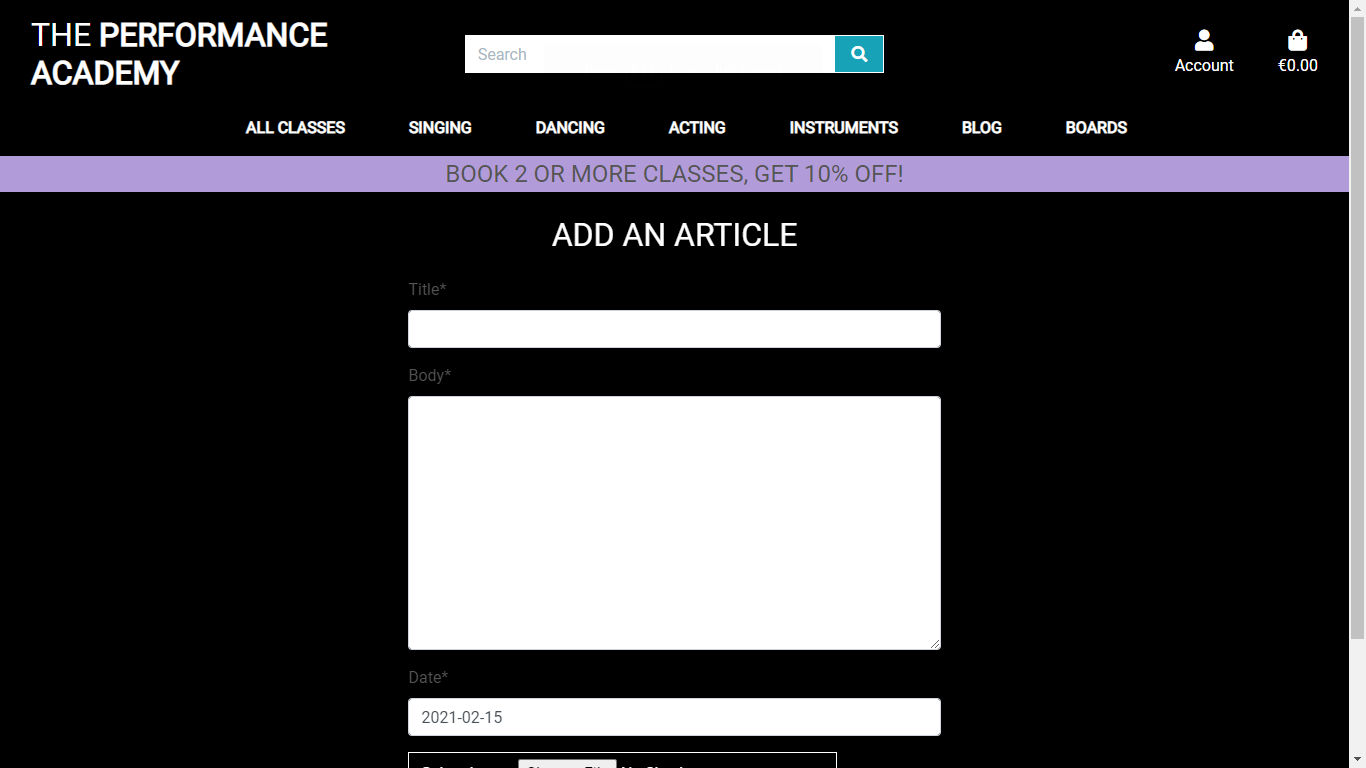 THE PERFORMANCE
ACADEMY
Search
Account
€0.00
ALL CLASSES
SINGING
DANCING
ACTING
INSTRUMENTS
BLOG
BOARDS
BOOK 2 OR MORE CLASSES, GET 10% OFF!
ADD AN ARTICLE
Title*
Body*
Date*
2021-02-15